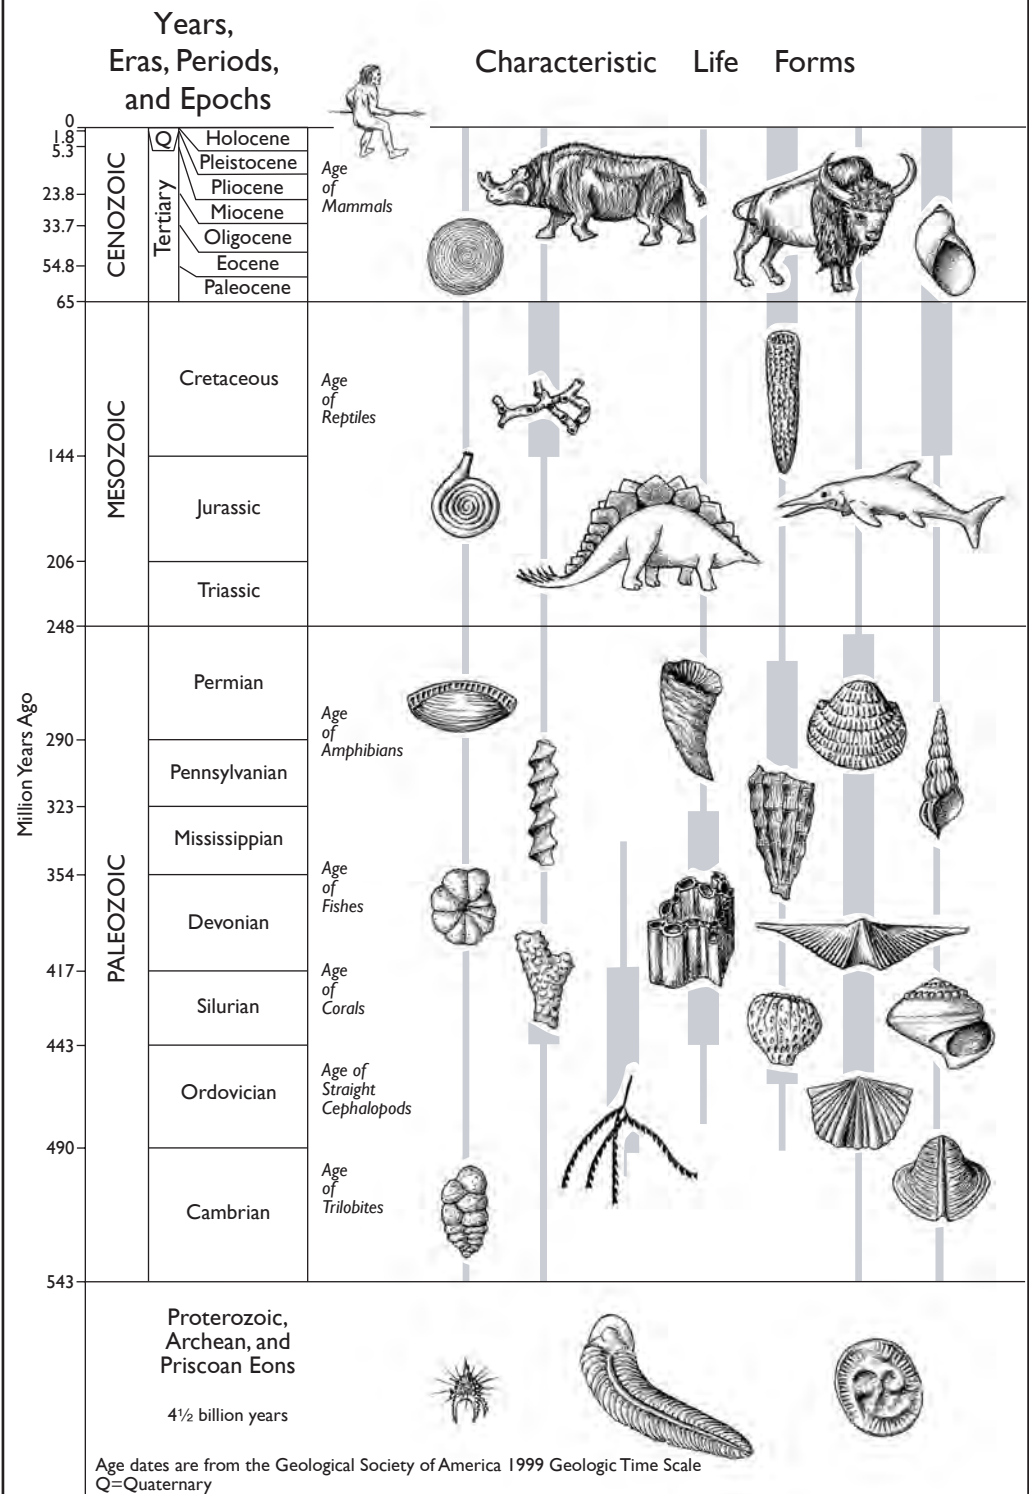 Years,
Eras, Periods,
and Epochs
Characteristic Life Forms
0
1.8
5.3
23.8
33.7
54.8
65
CENOZOIC
Q
Tertiary
Holocene
Pleistocene
Pliocene
Miocene
Oligocene
Eocene
Paleocene
Age
of
Mammals
MESOZOIC
Cretaceous
Age
of
Reptiles
144
Jurassic
206
Triassic
248
Million Years Ago
PALEOZOIC
Permian
Age
of
Amphibians
290
Pennsylvanian
323
Mississippian
354
Age
of
Fishes
Devonian
417
Age
of
Corals
Silurian
443
Age of
Straight
Cephalopods
Ordovician
490
Age
of
Trilobites
Cambrian
543
Proterozoic,
Archean, and
Priscoan Eons
4½ billion years
Age dates are from the Geological Society of America 1999 Geologic Time Scale
Q=Quaternary